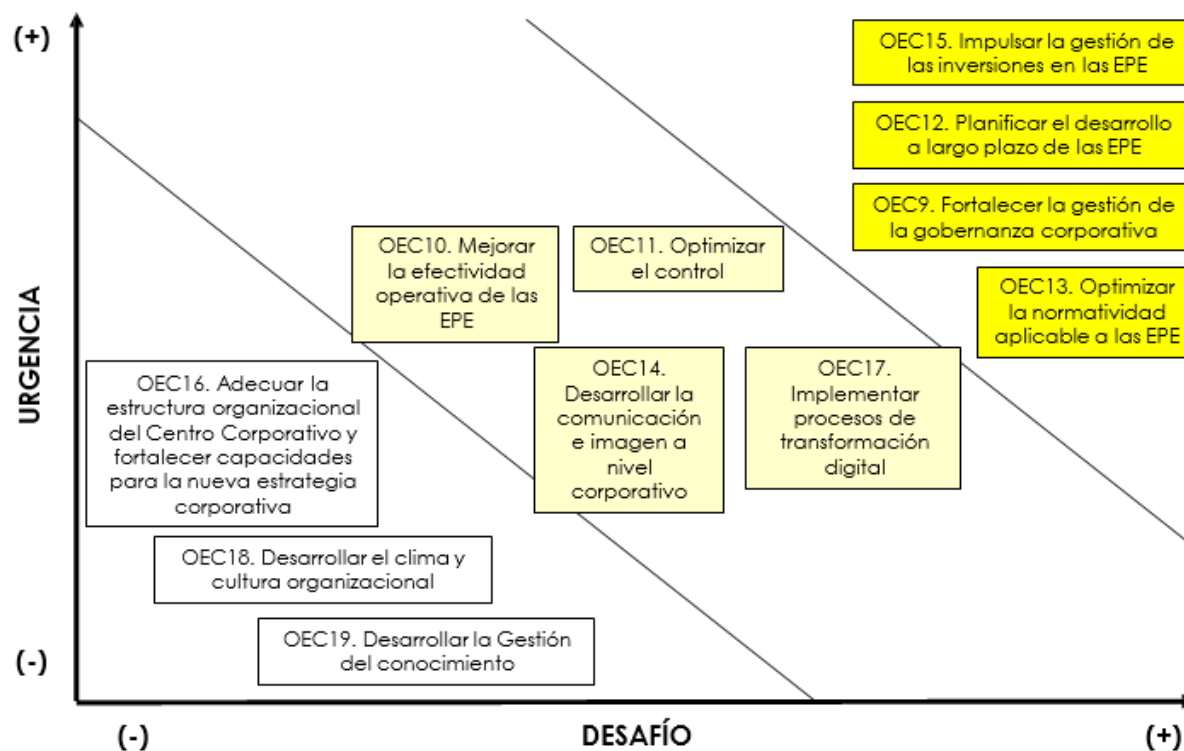 (+)
URGENCIA
(-)
OEC15. Impulsar la gestión de
las inversiones en las EPE
OEC12. Planificar el desarrollo
a largo plazo de las EPE
OEC9. Fortalecer la gestión de
la gobernanza corporativa
OEC13. Optimizar
la normatividad
aplicable a las EPE
OEC10. Mejorar
la efectividad
operativa de las
EPE
OEC11. Optimizar
el control
OEC14.
Desarrollar la
comunicación
e imagen a
nivel
corporativo
OEC17.
Implementar
procesos de
transformación
digital
OEC16. Adecuar la
estructura organizacional
del Centro Corporativo y
fortalecer capacidades
para la nueva estrategia
corporativa
OEC18. Desarrollar el clima y
cultura organizacional
OEC19. Desarrollar la Gestión
del conocimiento
(-)
DESAFÍO
(+)